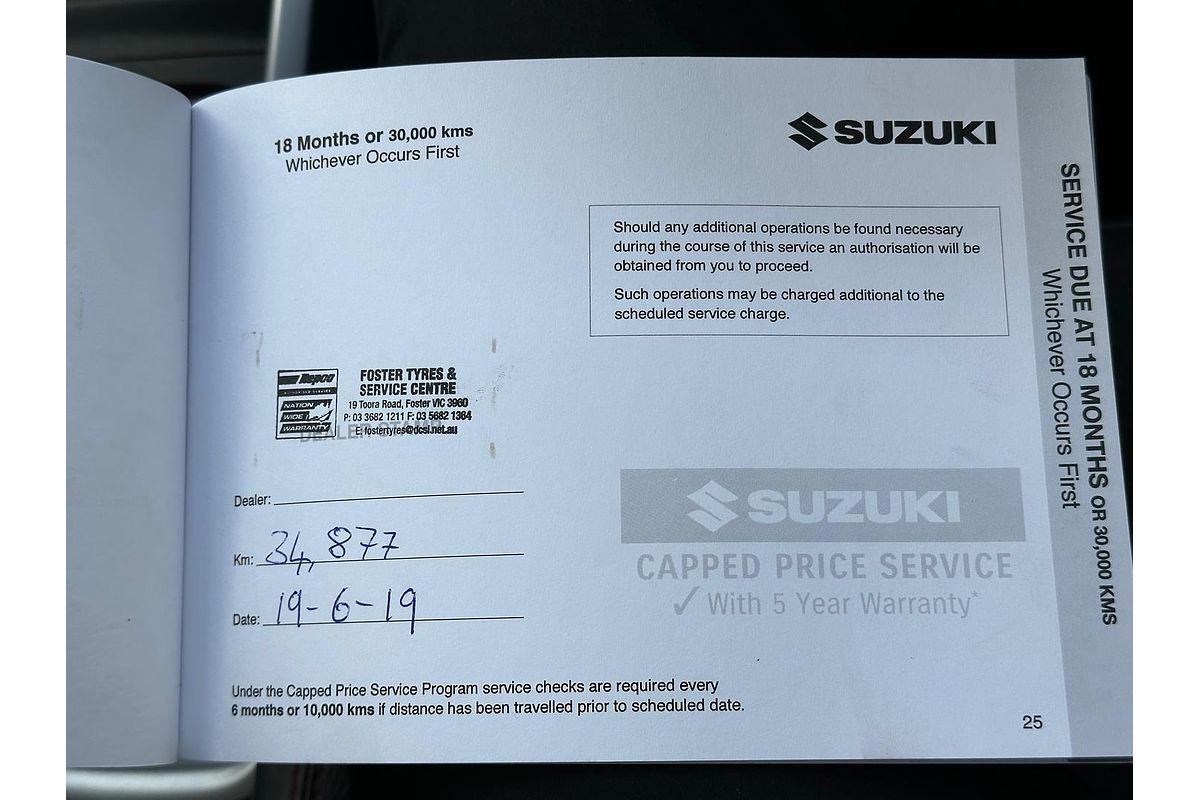 18 Months or 30,000 kms
Whichever Occurs First
SUZUKI
Should any additional operations be found necessary
during the course of this service an authorisation will be
obtained from you to proceed.
Such operations may be charged additional to the
scheduled service charge.
Repco
AUTHORISED SERVICE
NATION
WIDE
WARRANTY
FOSTER TYRES &
SERVICE CENTRE
19 Toora Road, Foster VIC 3960
P: 03 3682 1211 F: 03 5682 1364
E: fostertyres@dcsi.net.au
DEALER STAMP
Dealer:
Km: 34,877
Date: 19-6-19
SUZUKI
CAPPED PRICE SERVICE
✓ With 5 Year Warranty*
Under the Capped Price Service Program service checks are required every
6 months or 10,000 kms if distance has been travelled prior to scheduled date.
25
SERVICE DUE AT 18 MONTHS OR 30,000 KMS
Whichever Occurs First